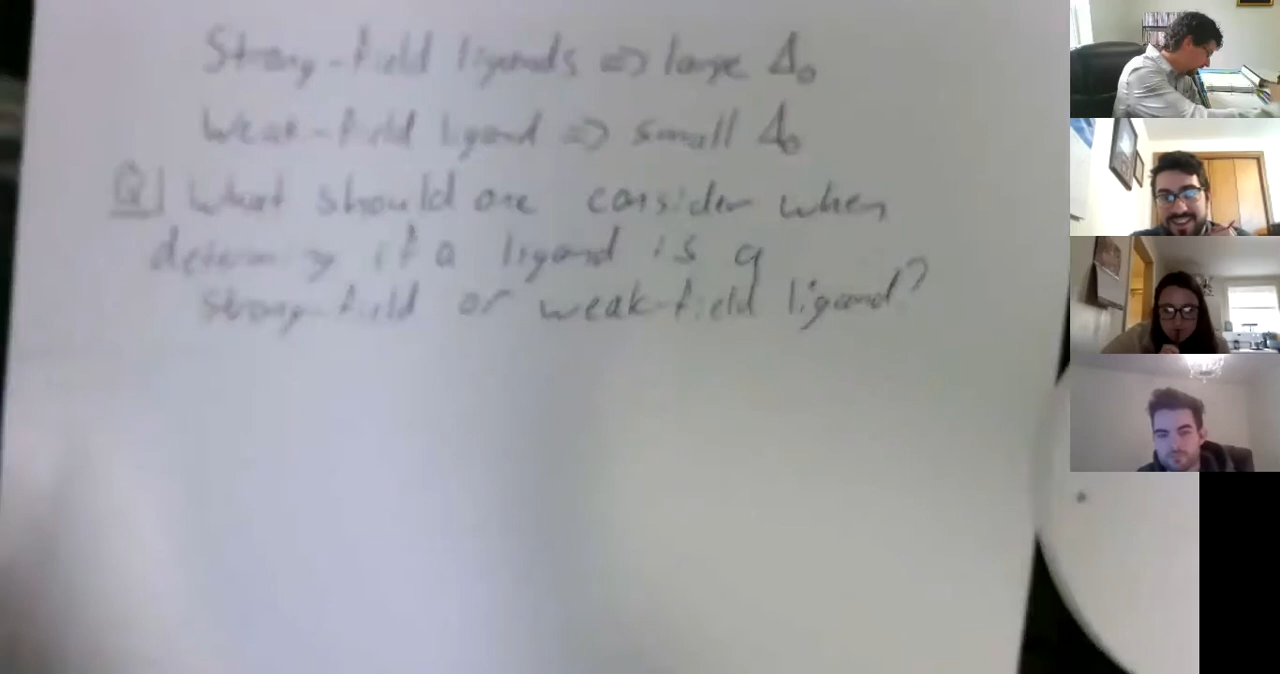 Strong-field ligands => large Δo
Weak-field ligand => small Δo
Q] What should one consider when
if a ligand is a
strong-field or weak-field ligand?